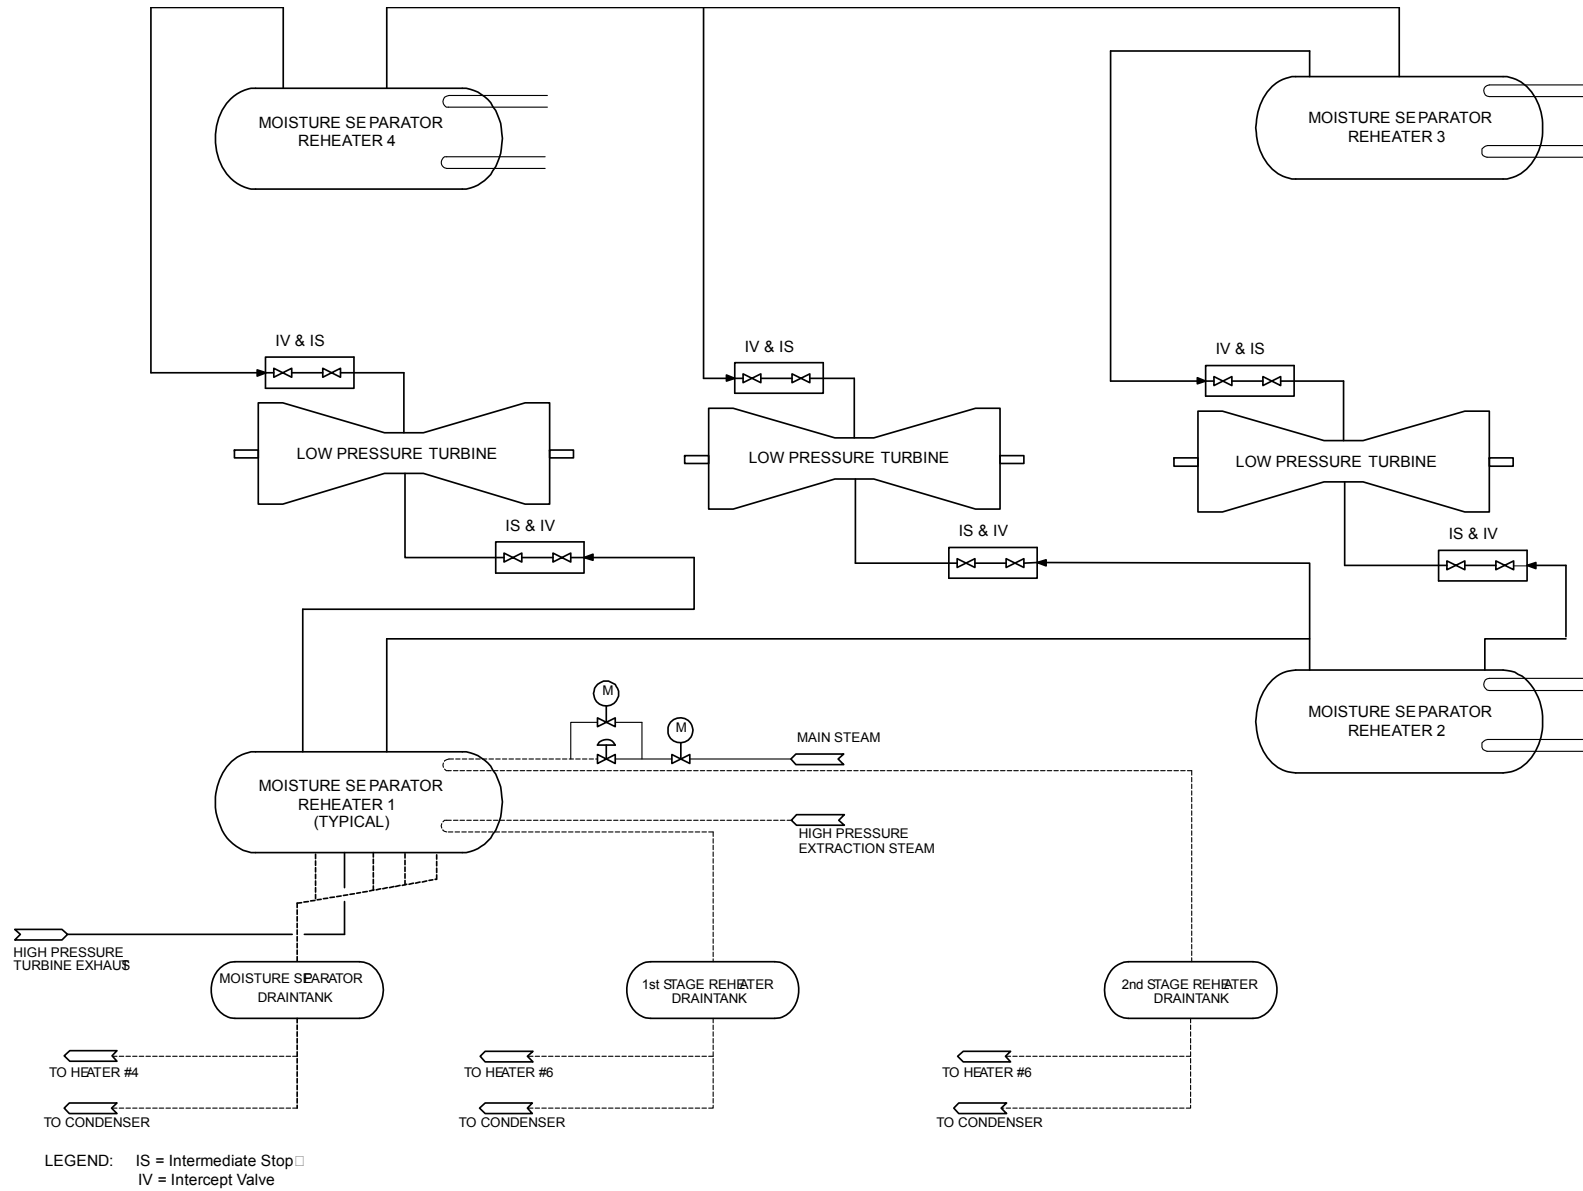 MOISTURE SEPARATOR
REHEATER 4
MOISTURE SEPARATOR
REHEATER 3
IV & IS
IV & IS
IV & IS
LOW PRESSURE TURBINE
LOW PRESSURE TURBINE
LOW PRESSURE TURBINE
IS & IV
IS & IV
IS & IV
M
M
MAIN STEAM
MOISTURE SEPARATOR
REHEATER 2
MOISTURE SEPARATOR
REHEATER 1
(TYPICAL)
HIGH PRESSURE
EXTRACTION STEAM
HIGH PRESSURE
TURBINE EXHAUST
MOISTURE SEPARATOR
DRAINTANK
1st STAGE REHEATER
DRAINTANK
2nd STAGE REHEATER
DRAINTANK
TO HEATER #4
TO HEATER #6
TO HEATER #6
TO CONDENSER
TO CONDENSER
TO CONDENSER
LEGEND: IS = Intermediate Stop
IV = Intercept Valve